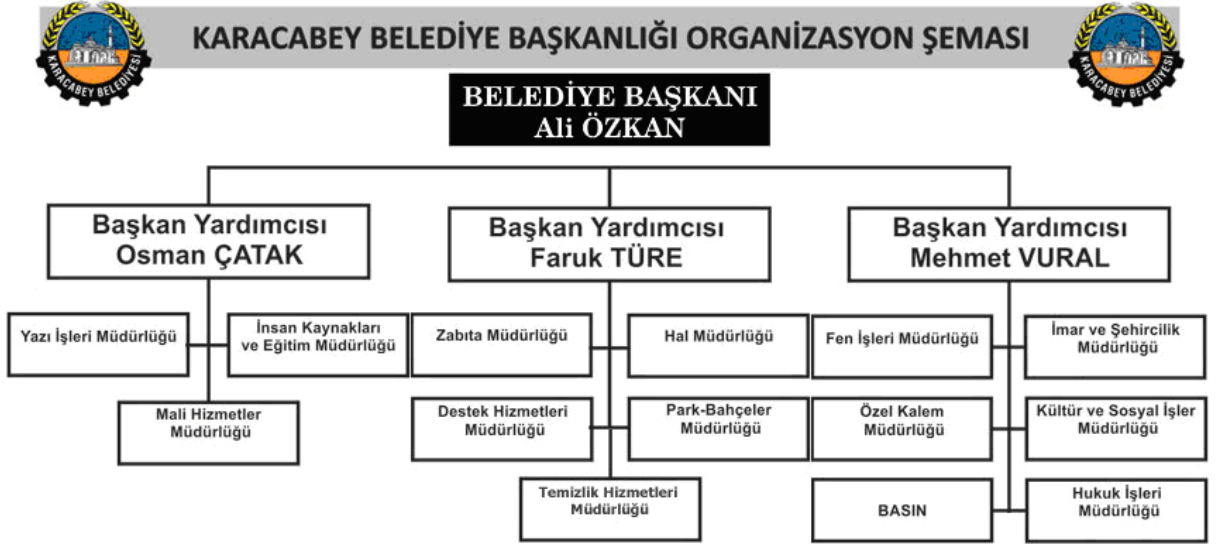 KARACABEY BELEDİYE BAŞKANLIĞI ORGANİZASYON ŞEMASI
KARACABEY BELEDİYESİ
KARACABEY BELEDİYESİ
BELEDİYE BAŞKANI
Ali ÖZKAN
Başkan Yardımcısı
Osman ÇATAK
Başkan Yardımcısı
Faruk TÜRE
Başkan Yardımcısı
Mehmet VURAL
Yazı İşleri Müdürlüğü
İnsan Kaynakları
ve Eğitim Müdürlüğü
Mali Hizmetler
Müdürlüğü
Zabıta Müdürlüğü
Hal Müdürlüğü
Destek Hizmetleri
Müdürlüğü
Park-Bahçeler
Müdürlüğü
Temizlik Hizmetleri
Müdürlüğü
Fen İşleri Müdürlüğü
İmar ve Şehircilik
Müdürlüğü
Özel Kalem
Müdürlüğü
Kültür ve Sosyal İşler
Müdürlüğü
BASIN
Hukuk İşleri
Müdürlüğü